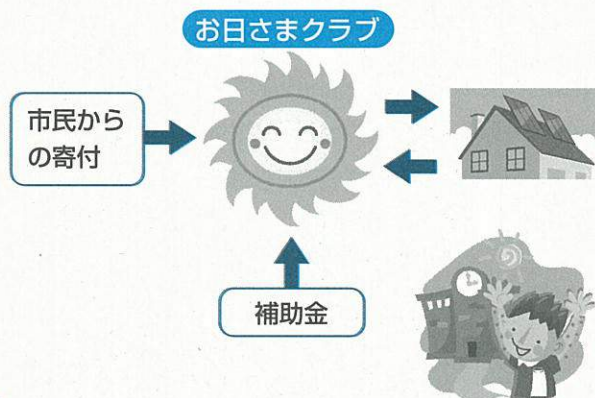 お日さまクラブ
市民から
の寄付
補助金